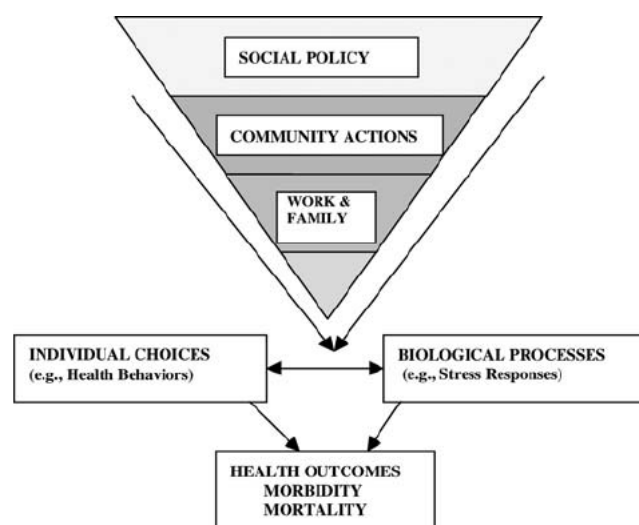 SOCIAL POLICY
COMMUNITY ACTIONS
WORK &
FAMILY
INDIVIDUAL CHOICES
(e.g., Health Behaviors)
BIOLOGICAL PROCESSES
(e.g., Stress Responses)
HEALTH OUTCOMES
MORBIDITY
MORTALITY